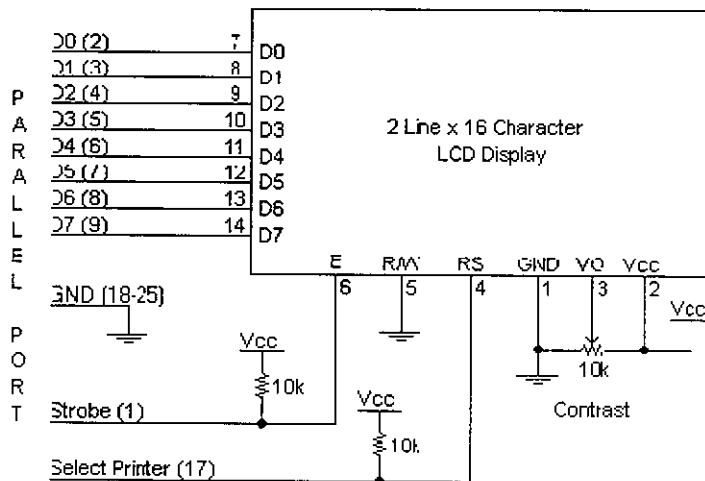 D0 (2) 7 D0
D1 (3) 8 D1
D2 (4) 9 D2
D3 (5) 10 D3
D4 (6) 11 D4
D5 (7) 12 D5
D6 (8) 13 D6
D7 (9) 14 D7
PARALLEL PORT
2 Line x 16 Character
LCD Display
E R/W RS GND VO Vcc
6 5 4 1 3 2
GND (18-25)
Vcc
Vcc
10k
10k
Contrast
Strobe (1)
Vcc
10k
Select Printer (17)